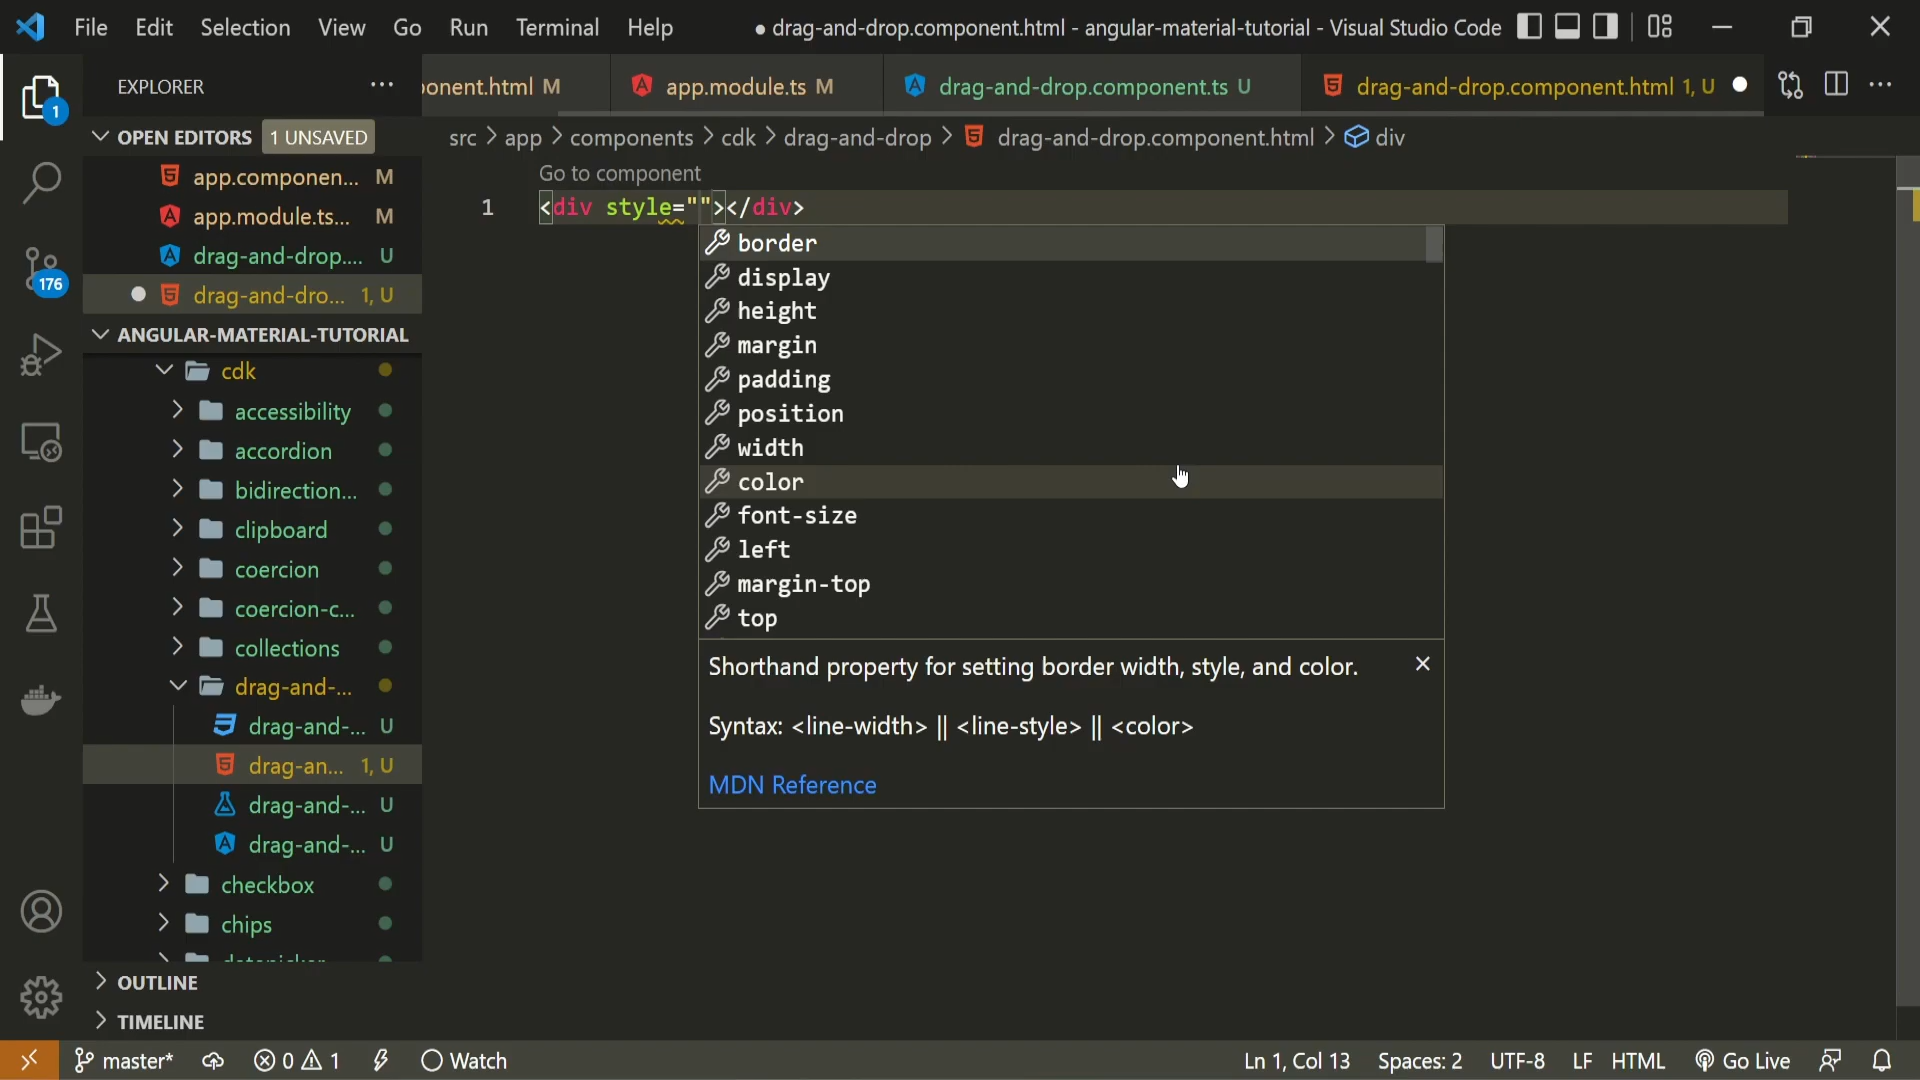 File Edit Selection View Go Run Terminal Help
● drag-and-drop.component.html - angular-material-tutorial - Visual Studio Code
EXPLORER
ponent.html M
app.module.ts M
drag-and-drop.component.ts U
drag-and-drop.component.html 1, U
1
OPEN EDITORS 1 UNSAVED
app.componen... M
app.module.ts... M
drag-and-drop.... U
drag-and-dro... 1, U
176
ANGULAR-MATERIAL-TUTORIAL
cdk
accessibility
accordion
bidirection...
clipboard
coercion
coercion-c...
collections
drag-and-...
drag-and-... U
drag-an... 1, U
drag-and-... U
drag-and-... U
checkbox
chips
datepicker
OUTLINE
TIMELINE
src > app > components > cdk > drag-and-drop > drag-and-drop.component.html > div
Go to component
1 <div style=""></div>
border
display
height
margin
padding
position
width
color
font-size
left
margin-top
top
Shorthand property for setting border width, style, and color.
Syntax: <line-width> || <line-style> || <color>
MDN Reference
master* 0 1 Watch
Ln 1, Col 13 Spaces: 2 UTF-8 LF HTML Go Live